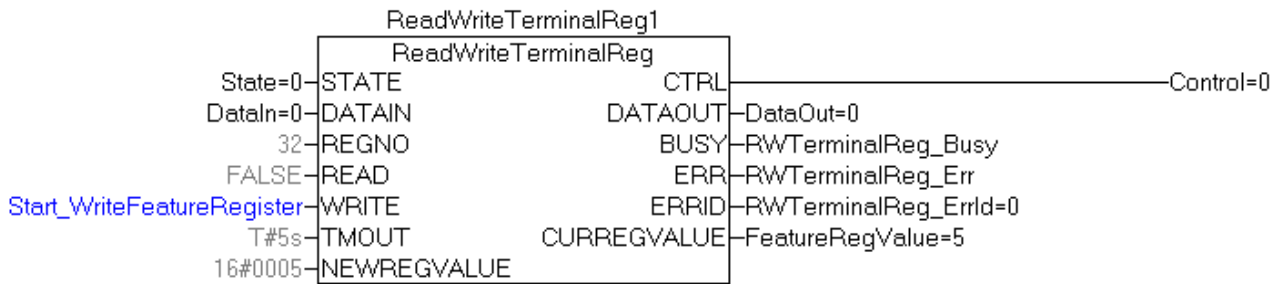 ReadWriteTerminalReg1
ReadWriteTerminalReg
State=0 STATE CTRL Control=0
DataIn=0 DATAIN DATAOUT DataOut=0
32 REGNO BUSY RWTerminalReg_Busy
FALSE READ ERR RWTerminalReg_Err
Start_WriteFeatureRegister WRITE ERRID RWTerminalReg_ErrId=0
T#5s TMOUT CURREGVALUE FeatureRegValue=5
16#0005 NEWREGVALUE